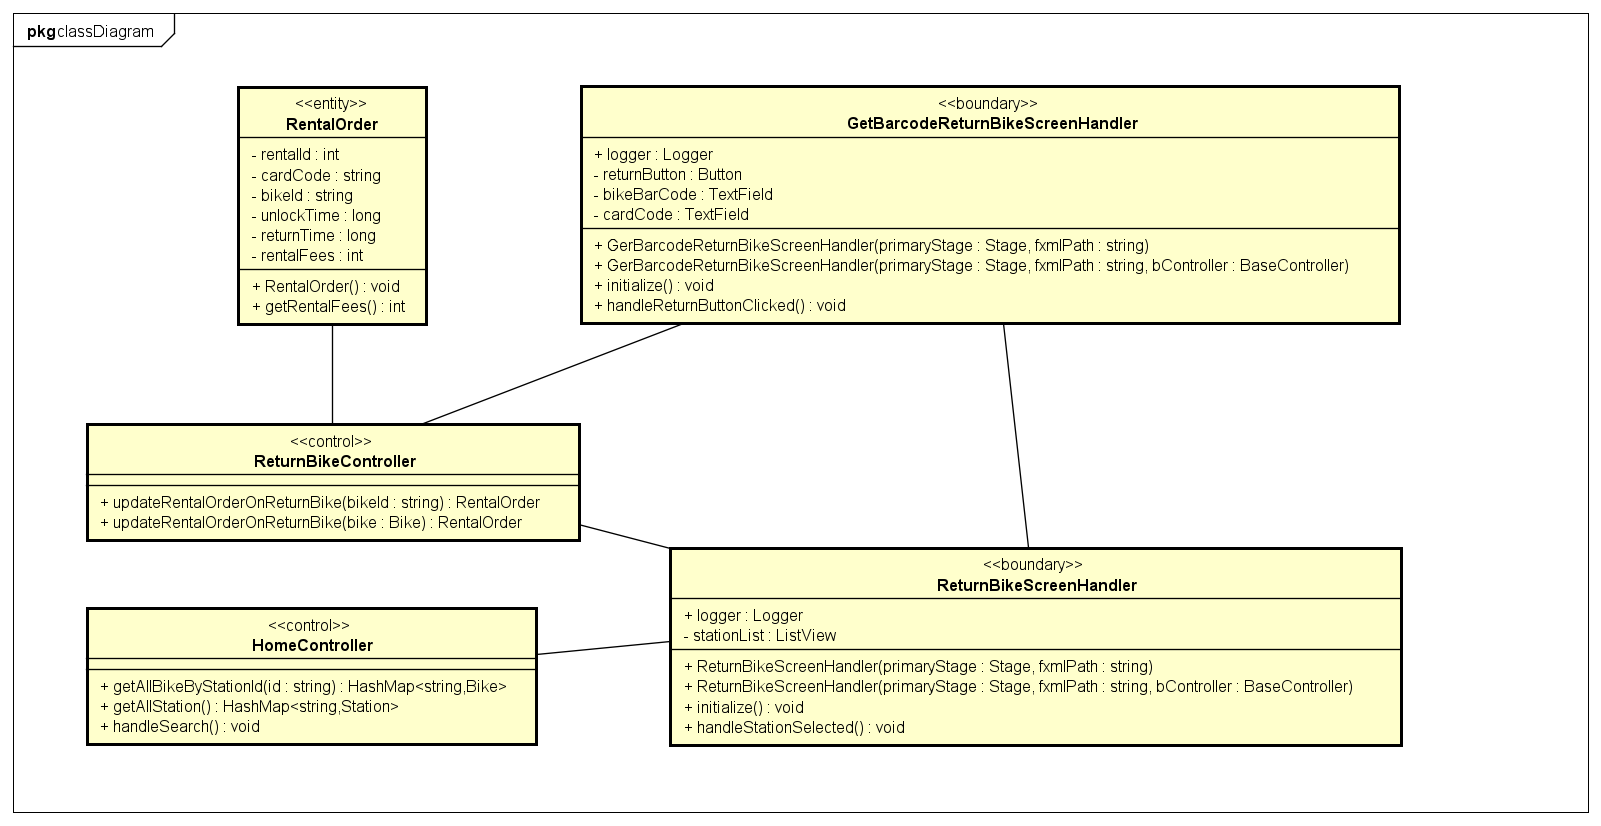 pkg classDiagram
<<entity>>
RentalOrder
- rentalId : int
- cardCode : string
- bikeId : string
- unlockTime : long
- returnTime : long
- rentalFees : int
+ RentalOrder() : void
+ getRentalFees() : int
<<boundary>>
GetBarcodeReturnBikeScreenHandler
+ logger : Logger
- returnButton : Button
- bikeBarCode : TextField
- cardCode : TextField
+ GerBarcodeReturnBikeScreenHandler(primaryStage : Stage, fxmlPath : string)
+ GerBarcodeReturnBikeScreenHandler(primaryStage : Stage, fxmlPath : string, bController : BaseController)
+ initialize() : void
+ handleReturnButtonClicked() : void
<<control>>
ReturnBikeController
+ updateRentalOrderOnReturnBike(bikeId : string) : RentalOrder
+ updateRentalOrderOnReturnBike(bike : Bike) : RentalOrder
<<boundary>>
ReturnBikeScreenHandler
+ logger : Logger
- stationList : ListView
+ ReturnBikeScreenHandler(primaryStage : Stage, fxmlPath : string)
+ ReturnBikeScreenHandler(primaryStage : Stage, fxmlPath : string, bController : BaseController)
+ initialize() : void
+ handleStationSelected() : void
<<control>>
HomeController
+ getAllBikeByStationId(id : string) : HashMap<string,Bike>
+ getAllStation() : HashMap<string,Station>
+ handleSearch() : void